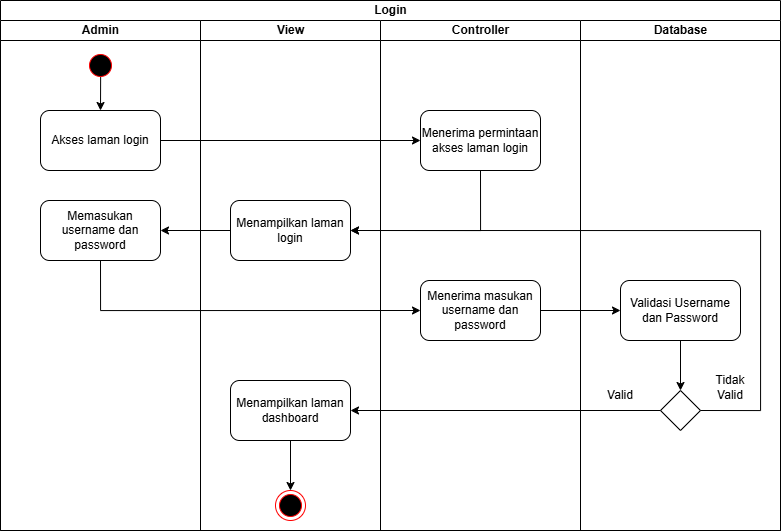 Login
Admin
View
Controller
Database
Akses laman login
Menerima permintaan
akses laman login
Memasukan
username dan
password
Menampilkan laman
login
Menerima masukan
username dan
password
Validasi Username
dan Password
Menampilkan laman
dashboard
Valid
Tidak
Valid